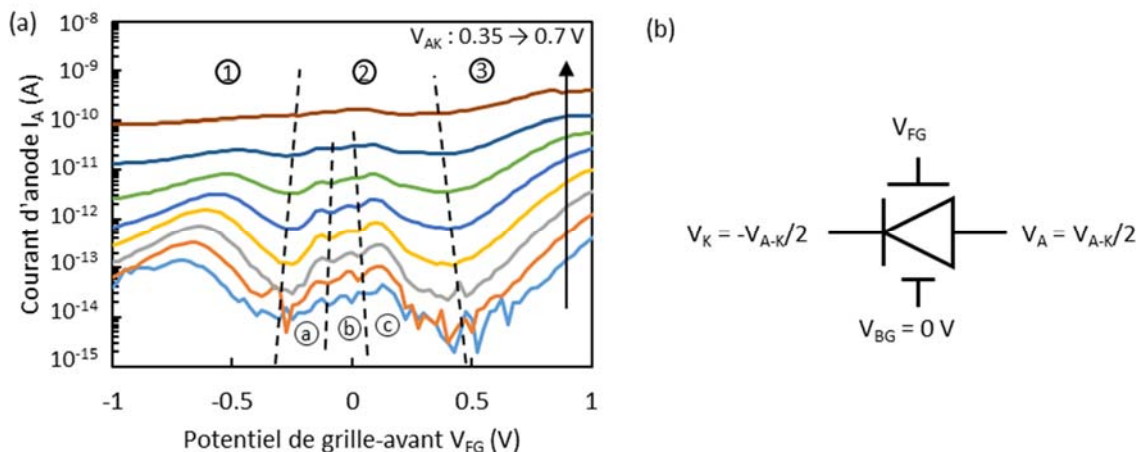 (a)
V_AK : 0.35 → 0.7 V
① ② ③
10⁻⁸
10⁻⁹
10⁻¹⁰
10⁻¹¹
10⁻¹²
10⁻¹³
10⁻¹⁴
10⁻¹⁵
Courant d'anode I_A (A)
ⓐ ⓑ ⓒ
-1 -0.5 0 0.5 1
Potentiel de grille-avant V_FG (V)
(b)
V_FG
V_K = -V_A-K/2
V_A = V_A-K/2
V_BG = 0 V